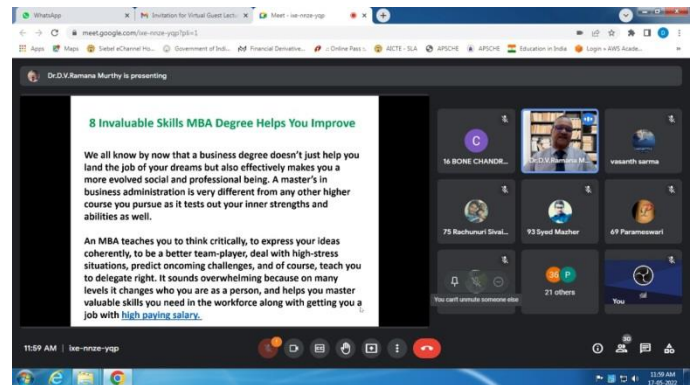 WhatsApp
Invitation for Virtual Guest Lect
Meet - ixe-nnze-yqp
meet.google.com/ixe-nnze-yqp?pli=1
Apps
Maps
Siebel eChannel Ho...
Government of Indi...
Financial Derivative...
:: Online Pass ::
AICTE - SLA
APSCHE
APSCHE
Education in India
Login « AWS Acade...
Dr.D.V.Ramana Murthy is presenting
8 Invaluable Skills MBA Degree Helps You Improve
We all know by now that a business degree doesn't just help you
land the job of your dreams but also effectively makes you a
more evolved social and professional being. A master's in
business administration is very different from any other higher
course you pursue as it tests out your inner strengths and
abilities as well.
An MBA teaches you to think critically, to express your ideas
coherently, to be a better team-player, deal with high-stress
situations, predict oncoming challenges, and of course, teach you
to delegate right. It sounds overwhelming because on many
levels it changes who you are as a person, and helps you master
valuable skills you need in the workforce along with getting you a
job with high paying salary.
C
16 BONE CHANDR...
Dr.D.V.Ramana M...
vasanth sarma
75 Rachunuri Sivai...
93 Syed Mazher
69 Parameswari
You can't unmute someone else
36 P
21 others
You
11:59 AM | ixe-nnze-yqp
30
11:59 AM
17-05-2022